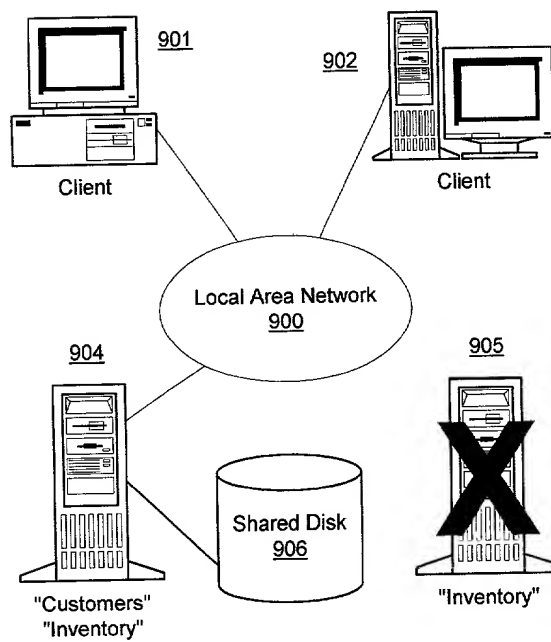 901
902
Client
Client
Local Area Network
900
904
905
Shared Disk
906
"Customers"
"Inventory"
"Inventory"